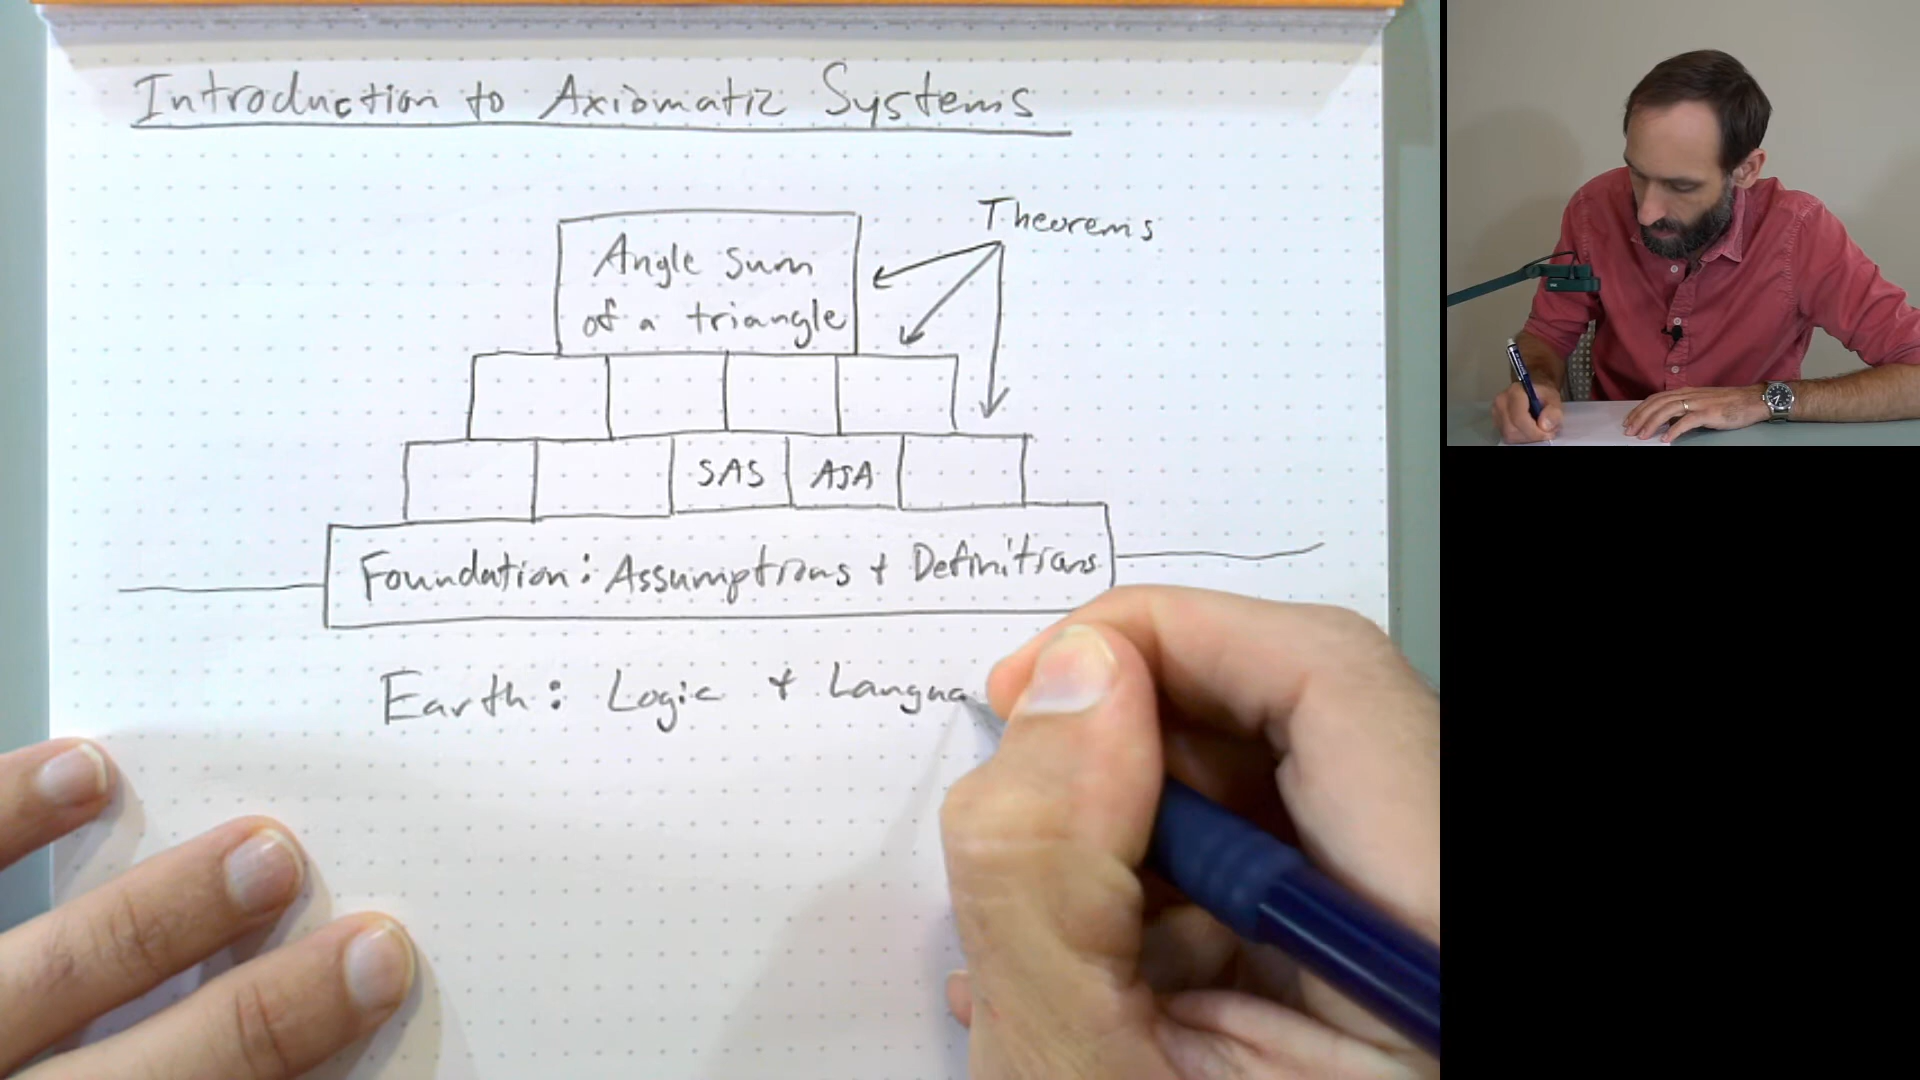 Introduction to Axiomatic Systems
Theorems
Angle sum
of a triangle
SAS ASA
Foundation: Assumptions + Definitions
Earth: Logic + Langua